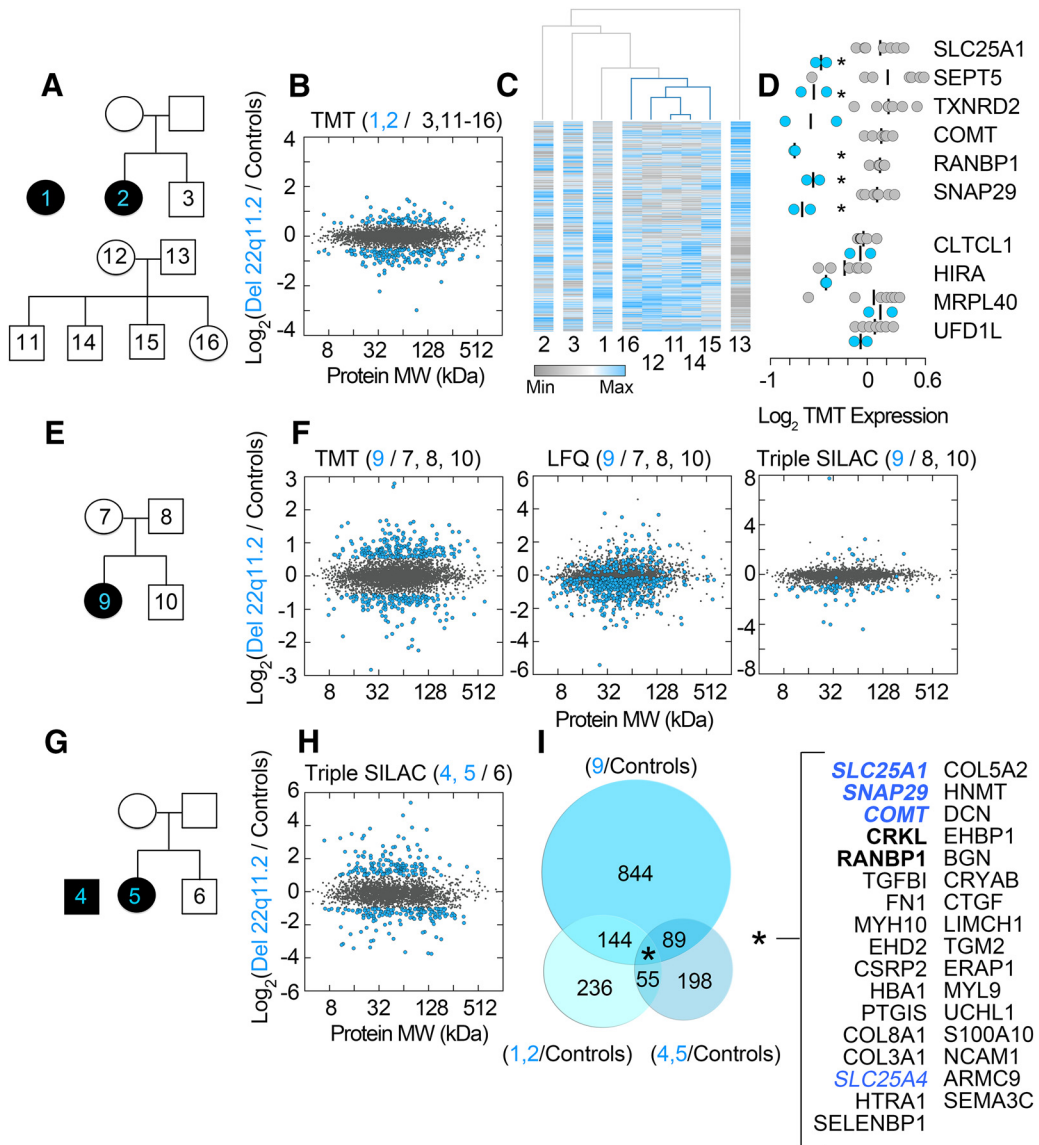 A
1
2
3
12
13
11
14
15
16
B
TMT (1,2 / 3,11-16)
Log2(Del 22q11.2 / Controls)
4
2
0
-2
-4
8 32 128 512
Protein MW (kDa)
C
2 3 1 16 12 11 14 15 13
Min Max
D
SLC25A1
*
SEPT5
*
TXNRD2
COMT
*
RANBP1
*
SNAP29
*
CLTCL1
HIRA
MRPL40
UFD1L
-1 0 0.6
Log2 TMT Expression
E
7
8
9
10
F
TMT (9 / 7, 8, 10)
Log2(Del 22q11.2 / Controls)
3
2
1
0
-1
-2
-3
8 32 128 512
LFQ (9 / 7, 8, 10)
6
4
2
0
-2
-4
-6
8 32 128 512
Protein MW (kDa)
Triple SILAC (9 / 8, 10)
8
4
0
-4
-8
8 32 128 512
G
4
5
6
H
Triple SILAC (4, 5 / 6)
Log2(Del 22q11.2 / Controls)
6
4
2
0
-2
-4
-6
8 32 128 512
Protein MW (kDa)
I
(9/Controls)
844
144
89
*
236
55
198
(1,2/Controls)
(4,5/Controls)
*
SLC25A1 COL5A2
SNAP29 HNMT
COMT DCN
CRKL EHBP1
RANBP1 BGN
TGFBI CRYAB
FN1 CTGF
MYH10 LIMCH1
EHD2 TGM2
CSRP2 ERAP1
HBA1 MYL9
PTGIS UCHL1
COL8A1 S100A10
COL3A1 NCAM1
SLC25A4 ARMC9
HTRA1 SEMA3C
SELENBP1